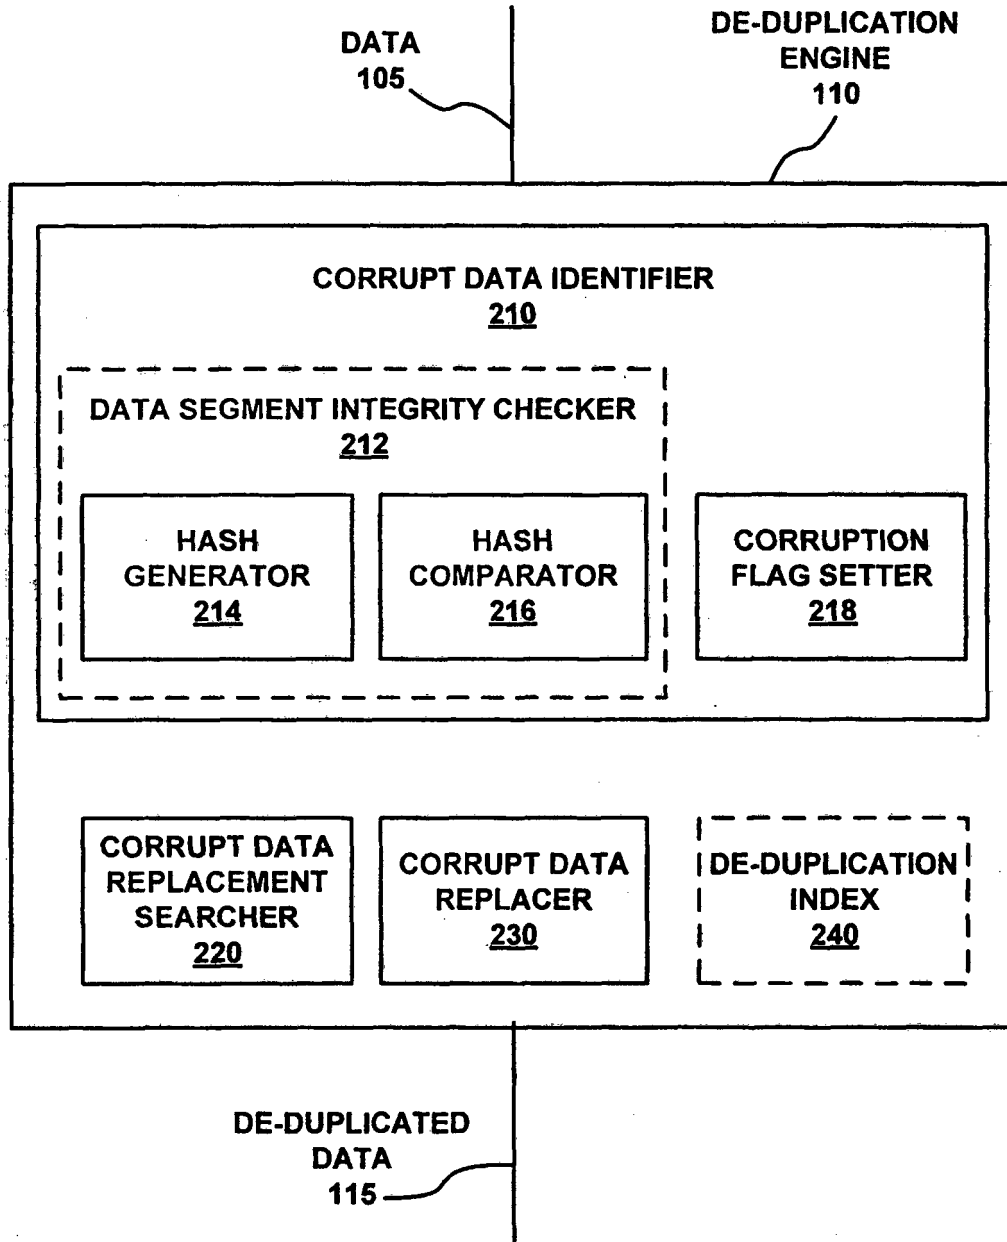 DATA
105
DE-DUPLICATION
ENGINE
110
CORRUPT DATA IDENTIFIER
210
DATA SEGMENT INTEGRITY CHECKER
212
HASH
GENERATOR
214
HASH
COMPARATOR
216
CORRUPTION
FLAG SETTER
218
CORRUPT DATA
REPLACEMENT
SEARCHER
220
CORRUPT DATA
REPLACER
230
DE-DUPLICATION
INDEX
240
DE-DUPLICATED
DATA
115